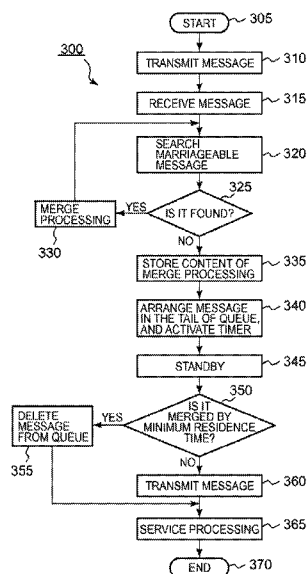 START
305
300
TRANSMIT MESSAGE
310
RECEIVE MESSAGE
315
SEARCH
MARRIAGEABLE
MESSAGE
320
325
IS IT FOUND?
YES
MERGE
PROCESSING
330
NO
STORE CONTENT OF
MERGE PROCESSING
335
ARRANGE MESSAGE
IN THE TAIL OF QUEUE,
AND ACTIVATE TIMER
340
STANDBY
345
350
IS IT
MERGED BY
MINIMUM RESIDENCE
TIME?
YES
DELETE
MESSAGE
FROM QUEUE
355
NO
TRANSMIT MESSAGE
360
SERVICE PROCESSING
365
END
370